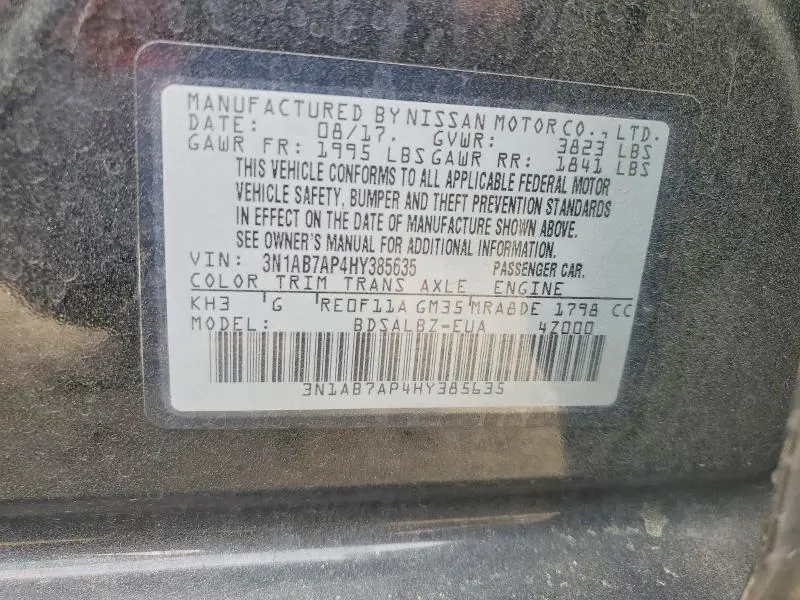 MANUFACTURED BY NISSAN MOTOR CO., LTD.
DATE: 08/17. GVWR: 3823 LBS
GAWR FR: 1995 LBS GAWR RR: 1841 LBS
THIS VEHICLE CONFORMS TO ALL APPLICABLE FEDERAL MOTOR
VEHICLE SAFETY, BUMPER AND THEFT PREVENTION STANDARDS
IN EFFECT ON THE DATE OF MANUFACTURE SHOWN ABOVE.
SEE OWNER'S MANUAL FOR ADDITIONAL INFORMATION.
VIN: 3N1AB7AP4HY385635 PASSENGER CAR.
COLOR TRIM TRANS AXLE ENGINE
KH3 G RE0F11A GM35 MRA8DE 1798 CC
MODEL: BDSALBZ-EUA 4Z000
3N1AB7AP4HY385635